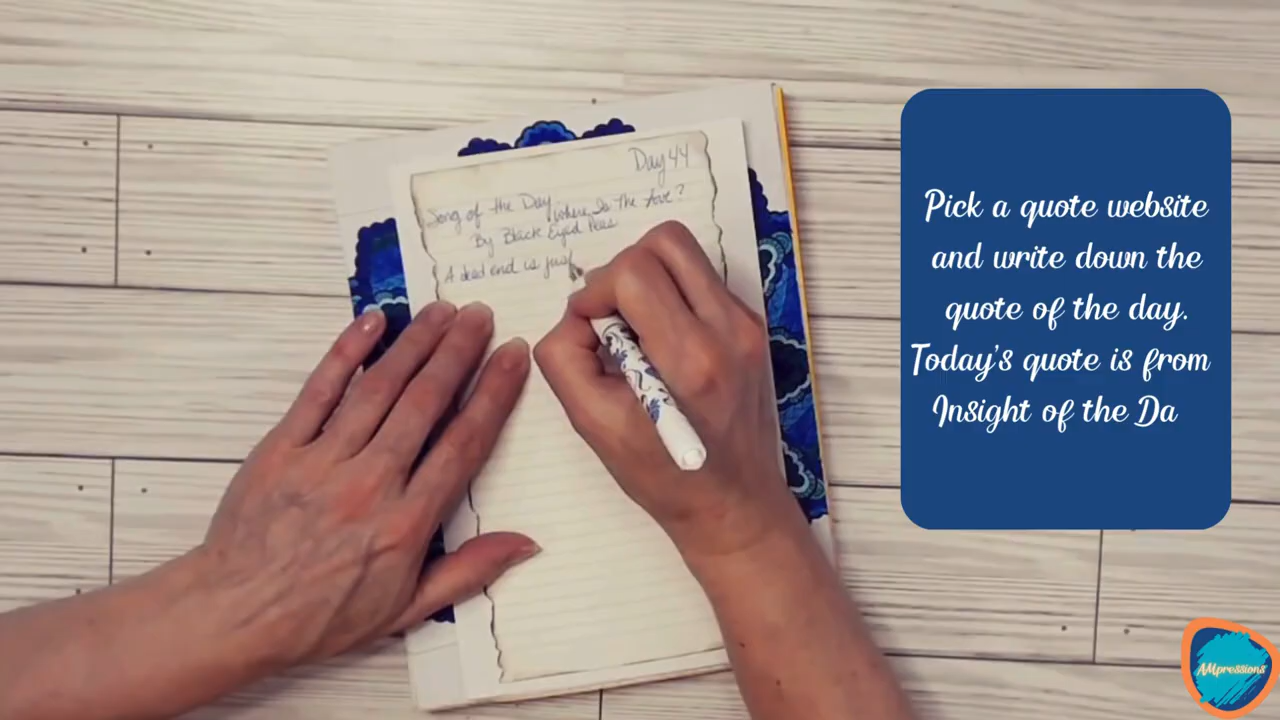 Day 44
Song of the Day Where Is The Love?
By Black Eyed Peas
A dead end is just
Pick a quote website
and write down the
quote of the day.
Today's quote is from
Insight of the Da
AMpressions